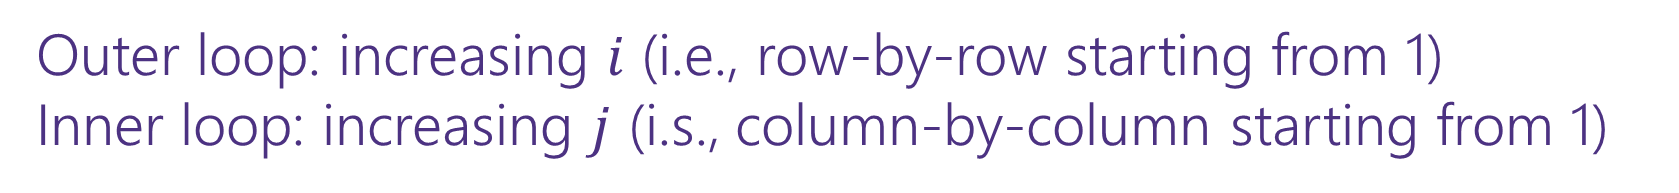 Outer loop: increasing i (i.e., row-by-row starting from 1)
Inner loop: increasing j (i.s., column-by-column starting from 1)